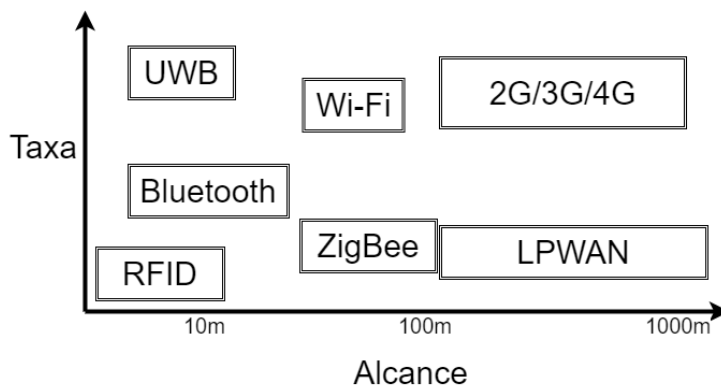 UWB
Wi-Fi
2G/3G/4G
Taxa
Bluetooth
ZigBee
LPWAN
RFID
10m
100m
1000m
Alcance